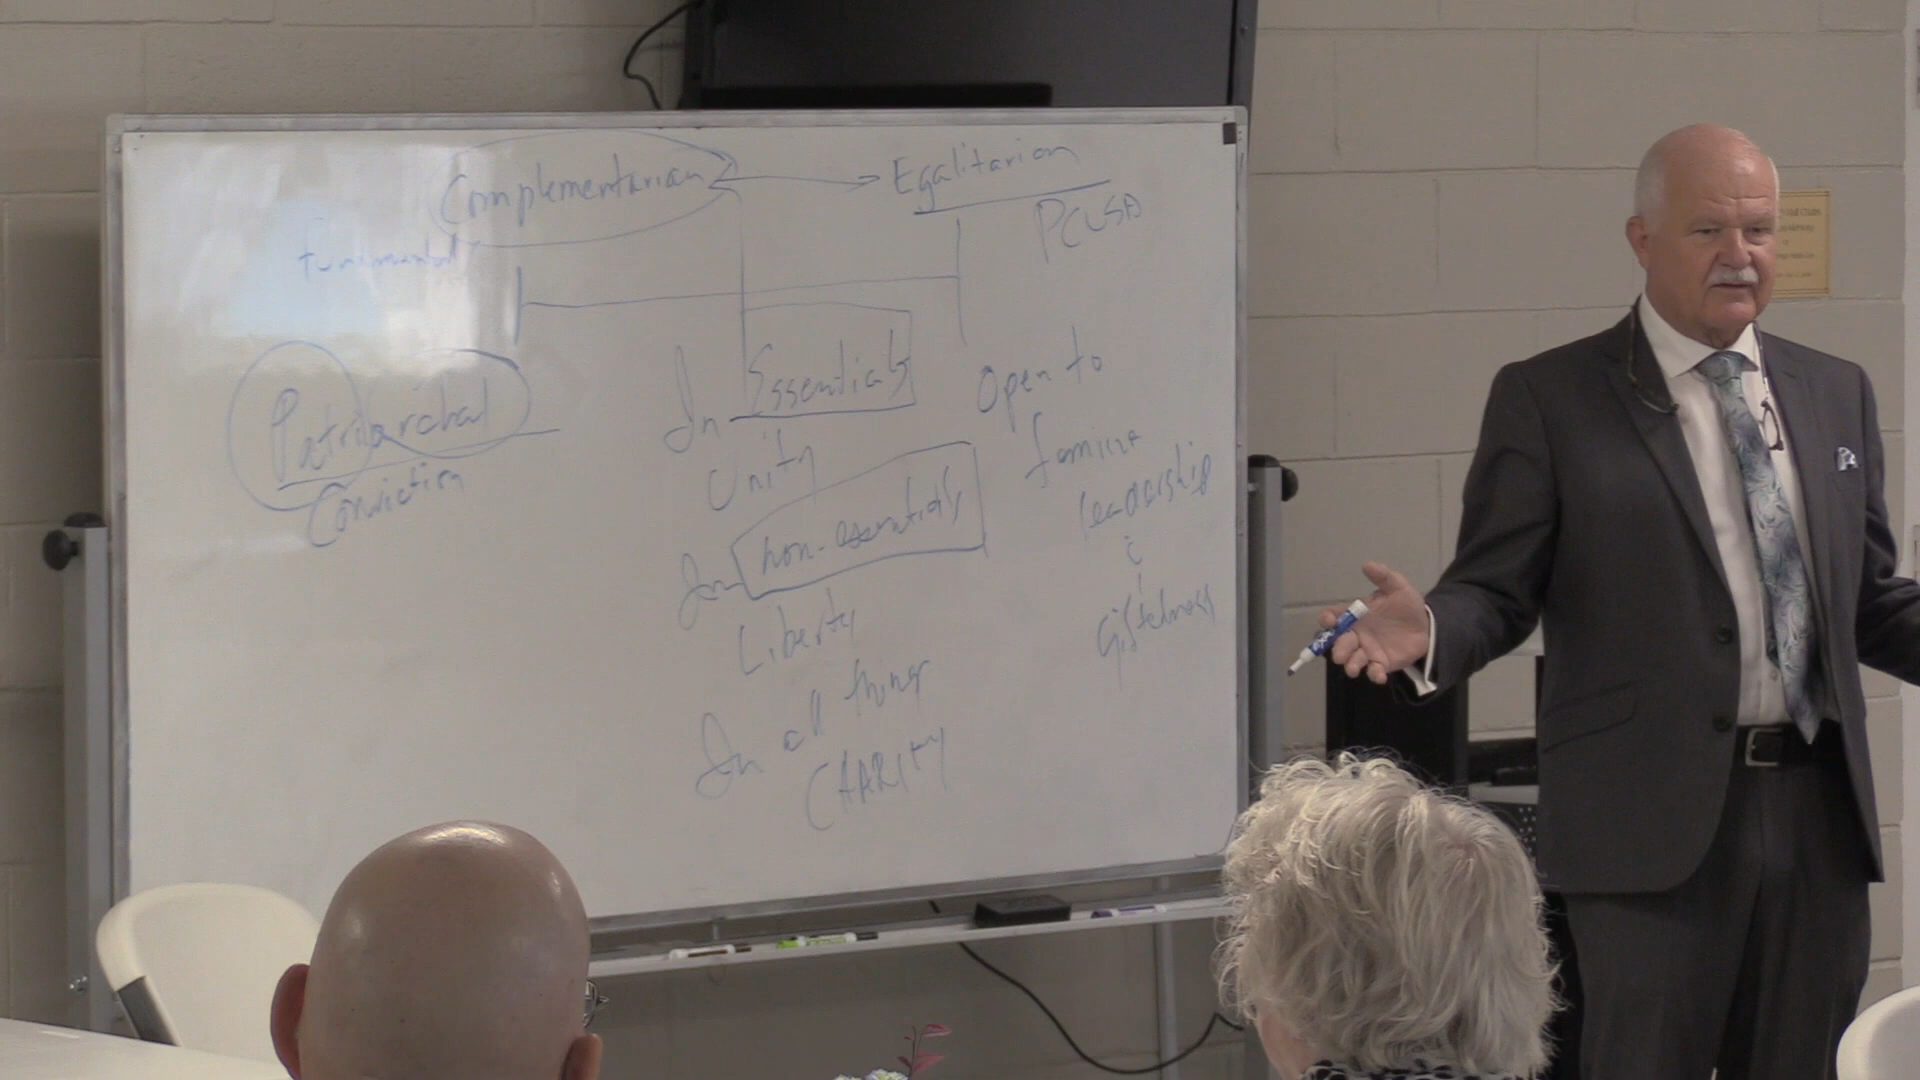 Complementarian
Egalitarian
PCUSA
Fundamental
Patriarchal
Conviction
In Essentials
Unity
In non-essentials
Liberty
In all things
CHARITY
Open to
leadership
&
giftedness